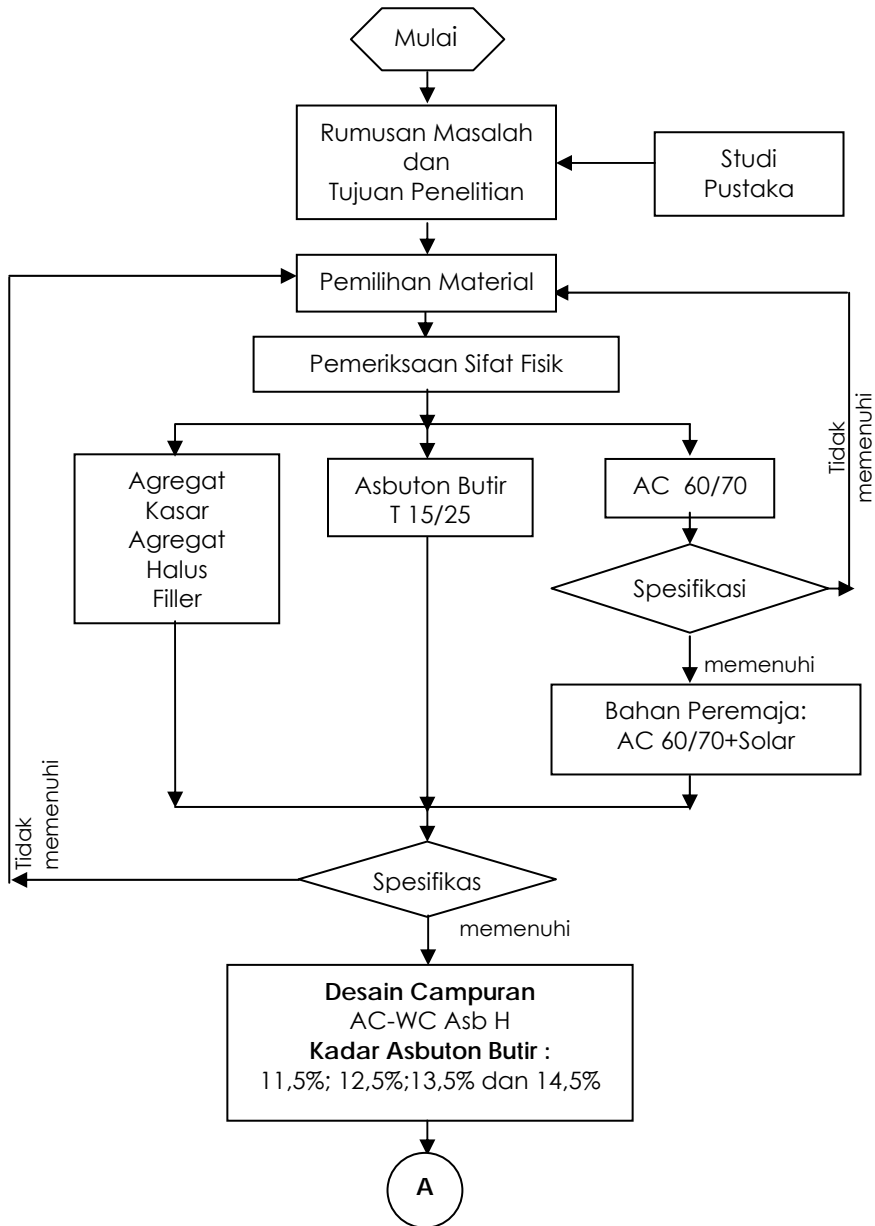 Mulai
Rumusan Masalah
dan
Tujuan Penelitian
Studi
Pustaka
Pemilihan Material
Pemeriksaan Sifat Fisik
Agregat
Kasar
Agregat
Halus
Filler
Asbuton Butir
T 15/25
AC 60/70
Tidak
memenuhi
Spesifikasi
memenuhi
Bahan Peremaja:
AC 60/70+Solar
Tidak
memenuhi
Spesifikas
memenuhi
Desain Campuran
AC-WC Asb H
Kadar Asbuton Butir :
11,5%; 12,5%;13,5% dan 14,5%
A